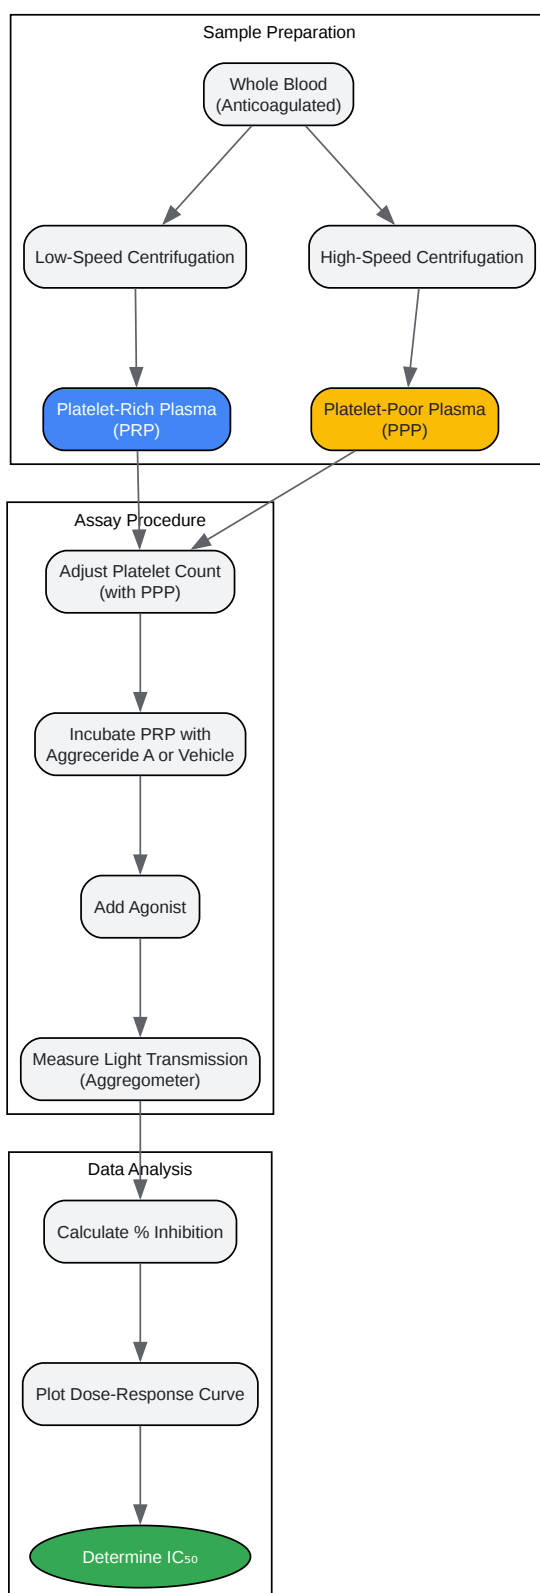 Sample Preparation
Whole Blood
(Anticoagulated)
Low-Speed Centrifugation
High-Speed Centrifugation
Platelet-Rich Plasma
(PRP)
Platelet-Poor Plasma
(PPP)
Assay Procedure
Adjust Platelet Count
(with PPP)
Incubate PRP with
Aggreceride A or Vehicle
Add Agonist
Measure Light Transmission
(Aggregometer)
Data Analysis
Calculate % Inhibition
Plot Dose-Response Curve
Determine IC₅₀